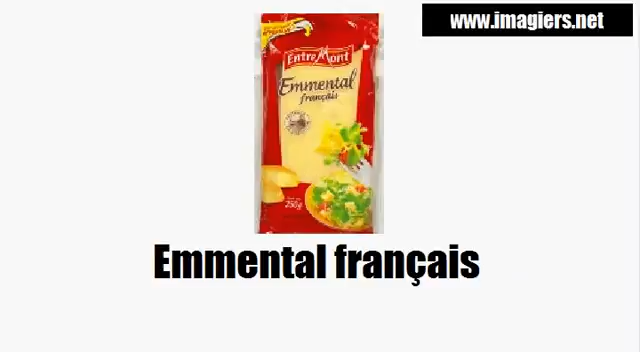 www.imagiers.net
EntreMont
Emmental
français
250g
Emmental français